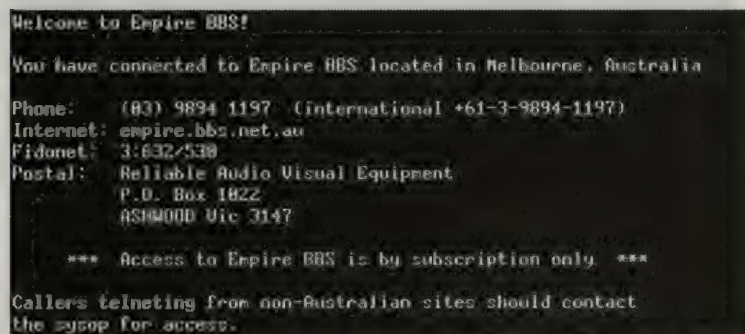 Welcome to Empire BBS!
You have connected to Empire BBS located in Melbourne, Australia
Phone: (03) 9894 1197 (international +61-3-9894-1197)
Internet: empire.bbs.net.au
Fidonet: 3:632/530
Postal: Reliable Audio Visual Equipment
P.O. Box 1022
ASHWOOD Vic 3147
*** Access to Empire BBS is by subscription only ***
Callers telneting from non-Australian sites should contact
the sysop for access.